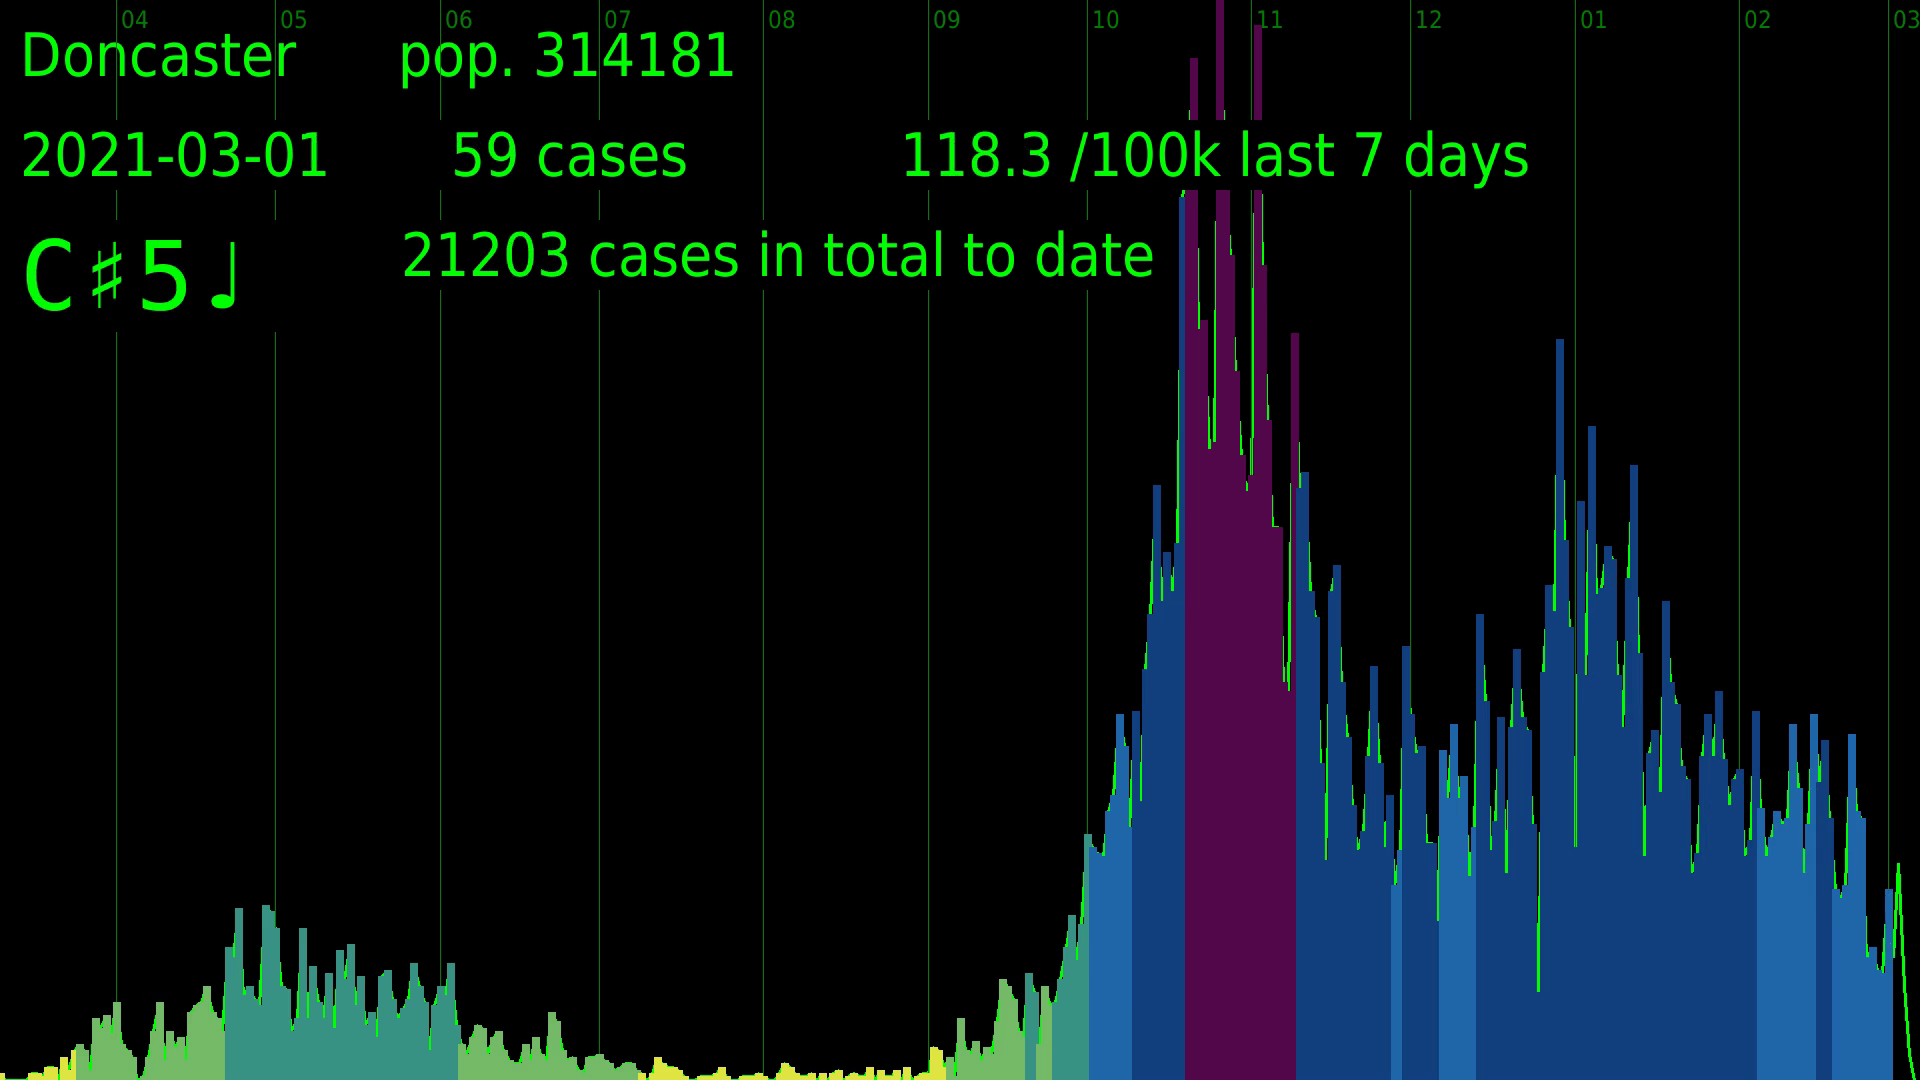 04 05 06 07 08 09 10 11 12 01 02 03
Doncaster pop. 314181
2021-03-01 59 cases 118.3 /100k last 7 days
C♯5♩ 21203 cases in total to date